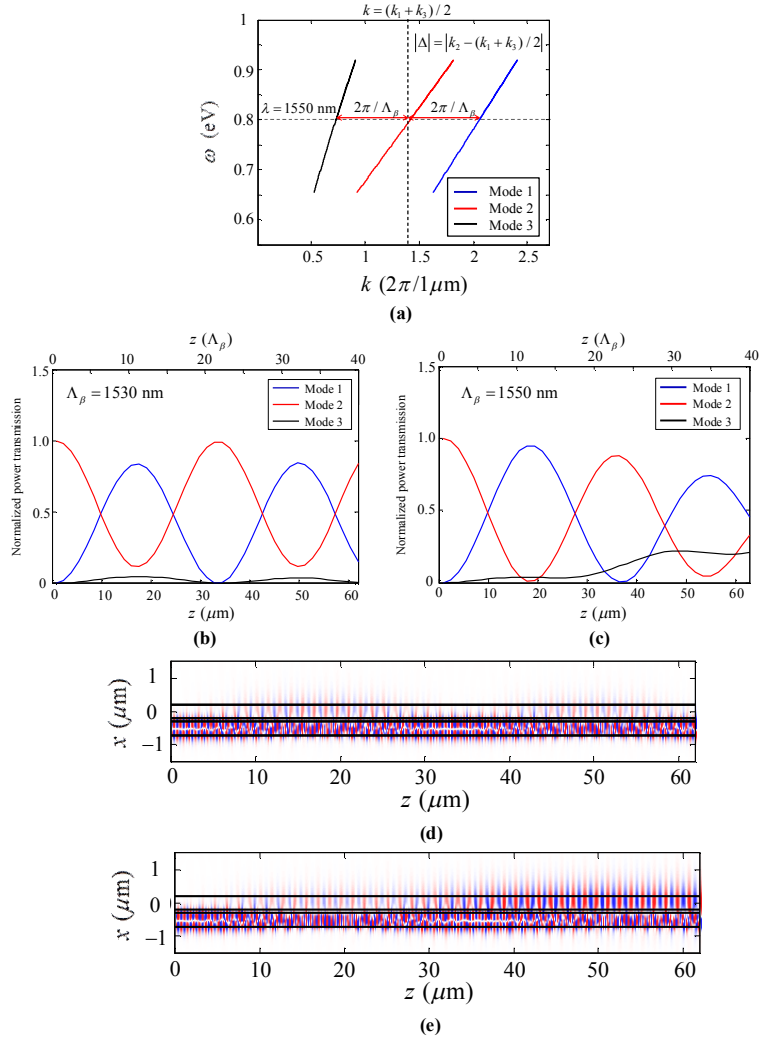 k = (k₁ + k₃) / 2
|Δ| = |k₂ − (k₁ + k₃) / 2|
1
0.9
λ = 1550 nm
2π / Λ_β
2π / Λ_β
0.8
ω (eV)
0.7
0.6
Mode 1
Mode 2
Mode 3
0.5
1
1.5
2
2.5
k (2π/1μm)
(a)
z (Λ_β)
0 10 20 30 40
1.5
Λ_β = 1530 nm
Mode 1
Mode 2
Mode 3
1.0
0.5
0
Normalized power transmission
0 10 20 30 40 50 60
z (μm)
(b)
z (Λ_β)
0 10 20 30 40
1.5
Λ_β = 1550 nm
Mode 1
Mode 2
Mode 3
1.0
0.5
0
Normalized power transmission
0 10 20 30 40 50 60
z (μm)
(c)
x (μm)
1
0
−1
0 10 20 30 40 50 60
z (μm)
(d)
x (μm)
1
0
−1
0 10 20 30 40 50 60
z (μm)
(e)